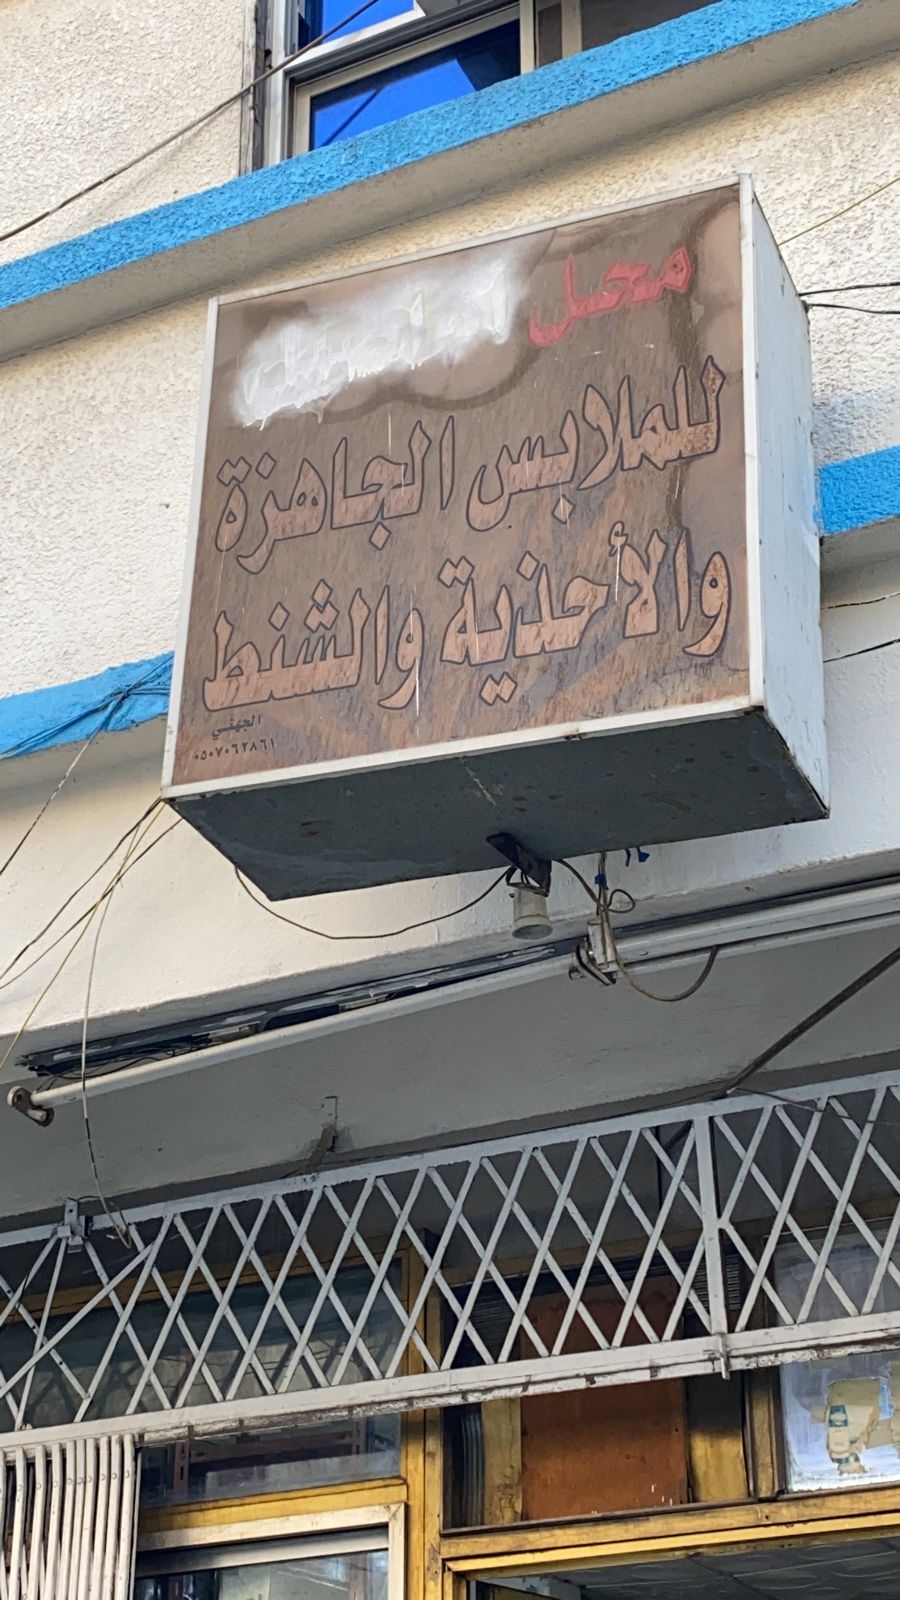 محل
للملابس الجاهزة
والأحذية والشنط
الجهني
٠٥٠٧٠٦٢٨٦١